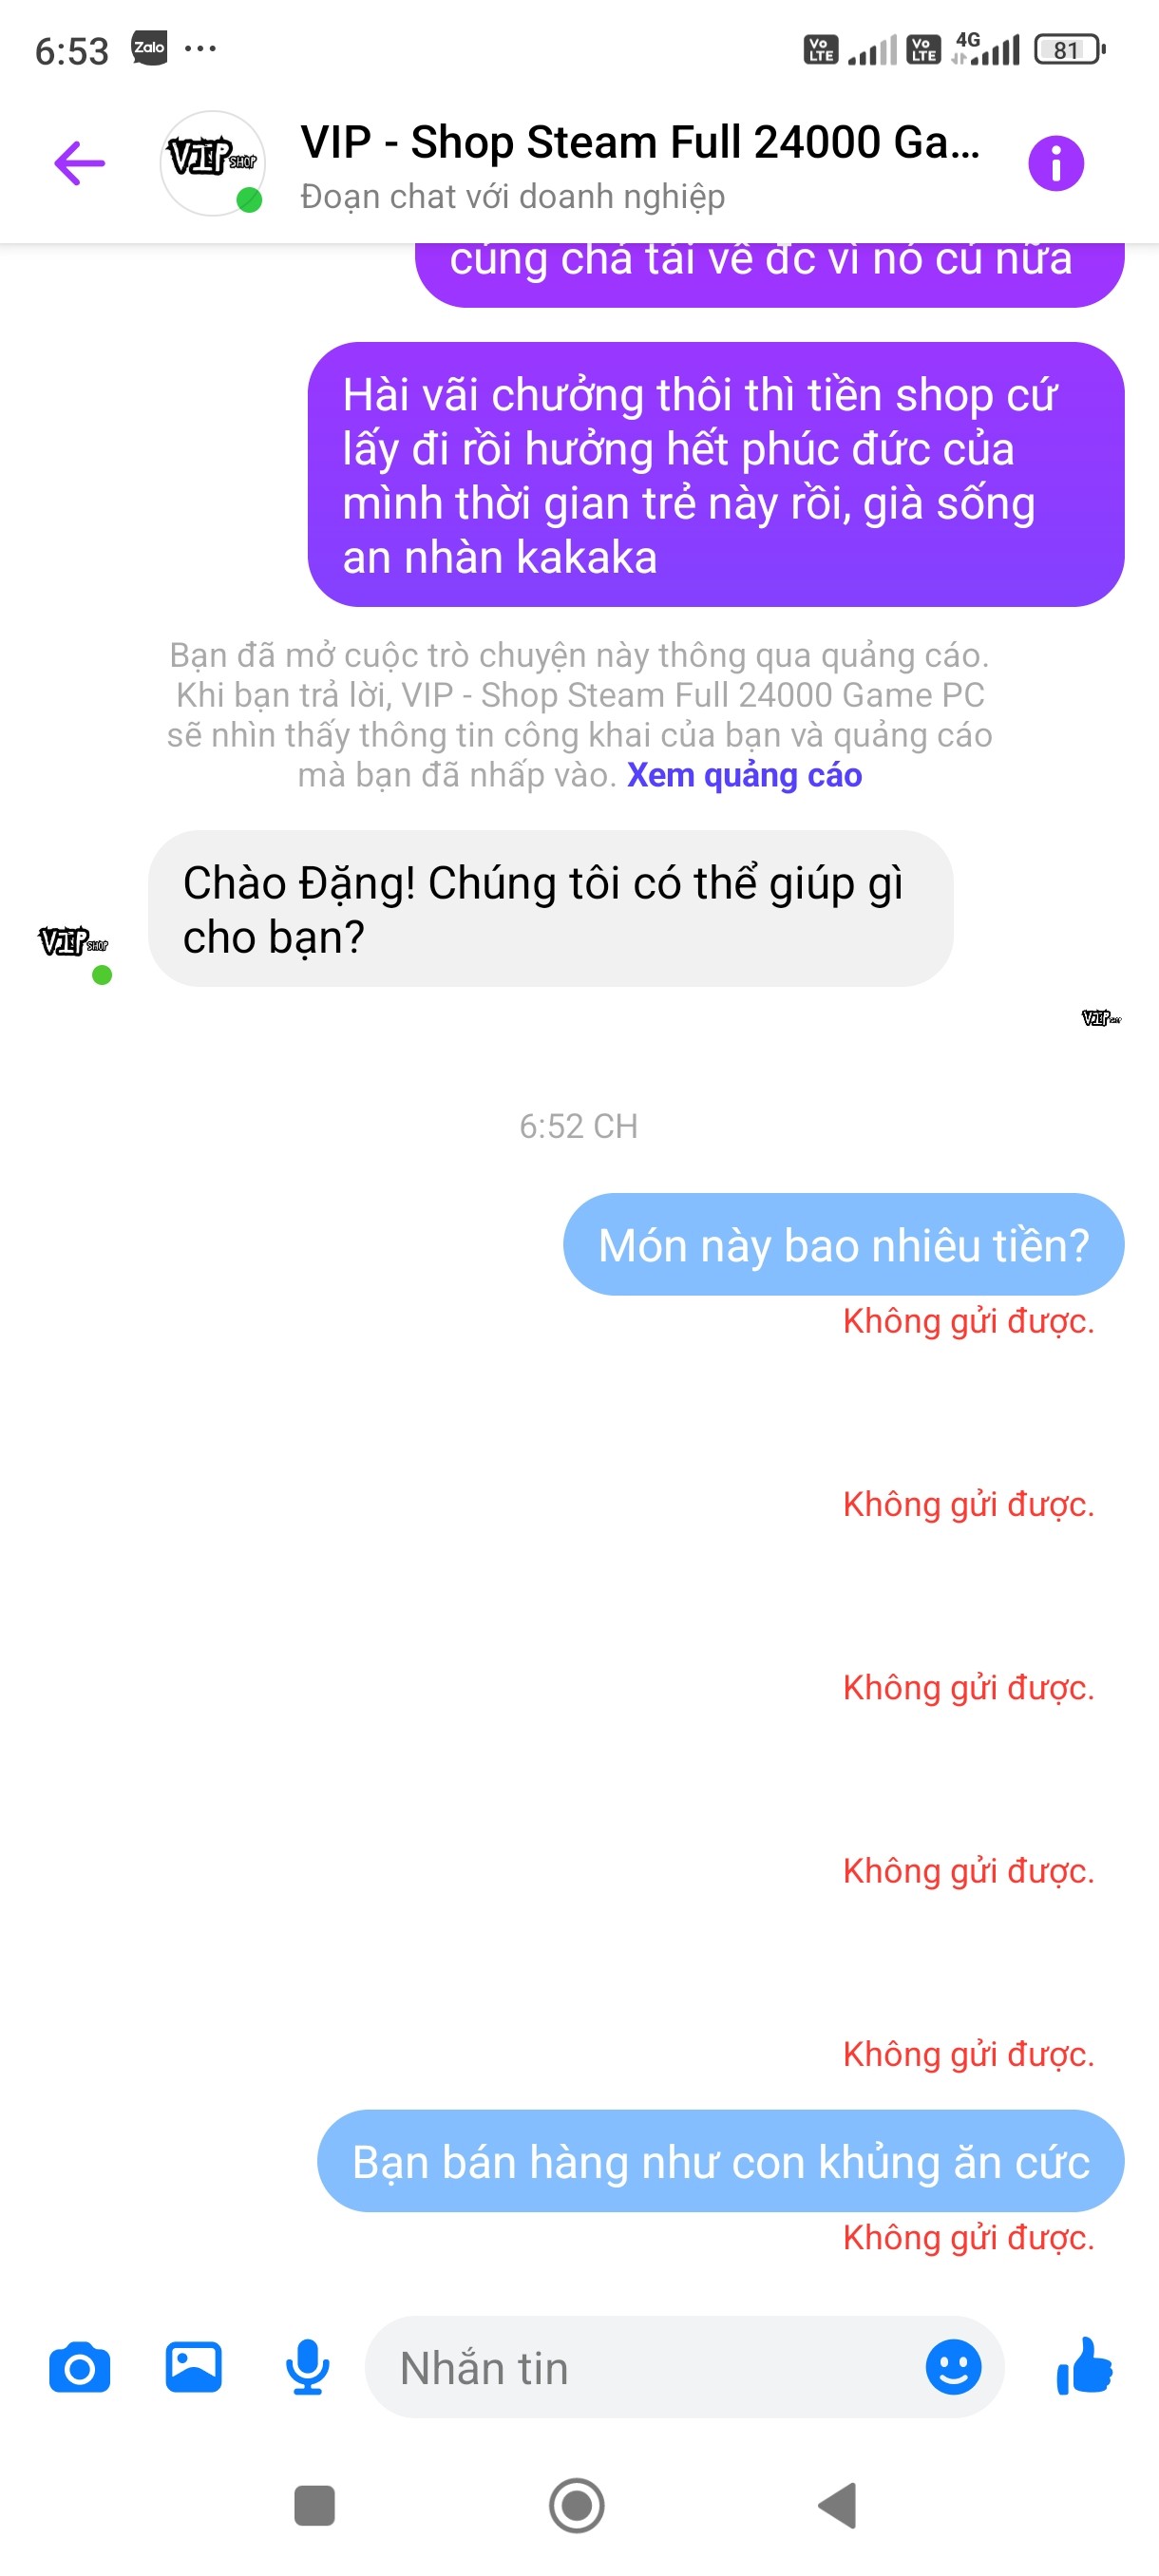 6:53 Zalo ... Vo LTE Vo LTE 4G 81
VIP SHOP
VIP - Shop Steam Full 24000 Ga...
Đoạn chat với doanh nghiệp
cũng chả tải về đc vì nó cũ nữa
Hài vãi chưởng thôi thì tiền shop cứ
lấy đi rồi hưởng hết phúc đức của
mình thời gian trẻ này rồi, già sống
an nhàn kakaka
Bạn đã mở cuộc trò chuyện này thông qua quảng cáo.
Khi bạn trả lời, VIP - Shop Steam Full 24000 Game PC
sẽ nhìn thấy thông tin công khai của bạn và quảng cáo
mà bạn đã nhấp vào. Xem quảng cáo
Chào Đặng! Chúng tôi có thể giúp gì
cho bạn?
VIP SHOP
VIP SHOP
6:52 CH
Món này bao nhiêu tiền?
Không gửi được.
Không gửi được.
Không gửi được.
Không gửi được.
Không gửi được.
Bạn bán hàng như con khủng ăn cức
Không gửi được.
Nhắn tin